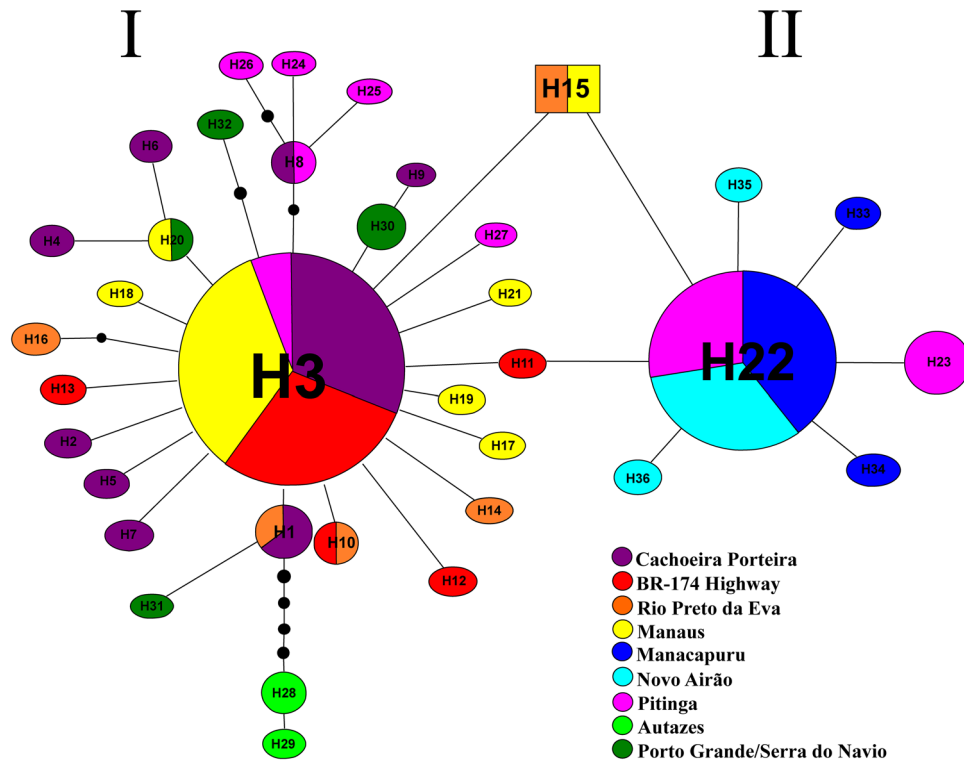 I
II
H26
H24
H25
H15
H32
H6
H8
H9
H35
H33
H30
H4
H20
H27
H18
H21
H16
H3
H11
H22
H23
H13
H19
H2
H17
H5
H36
H34
H7
H14
H1
H10
H12
H31
H28
H29
Cachoeira Porteira
BR-174 Highway
Rio Preto da Eva
Manaus
Manacapuru
Novo Airão
Pitinga
Autazes
Porto Grande/Serra do Navio